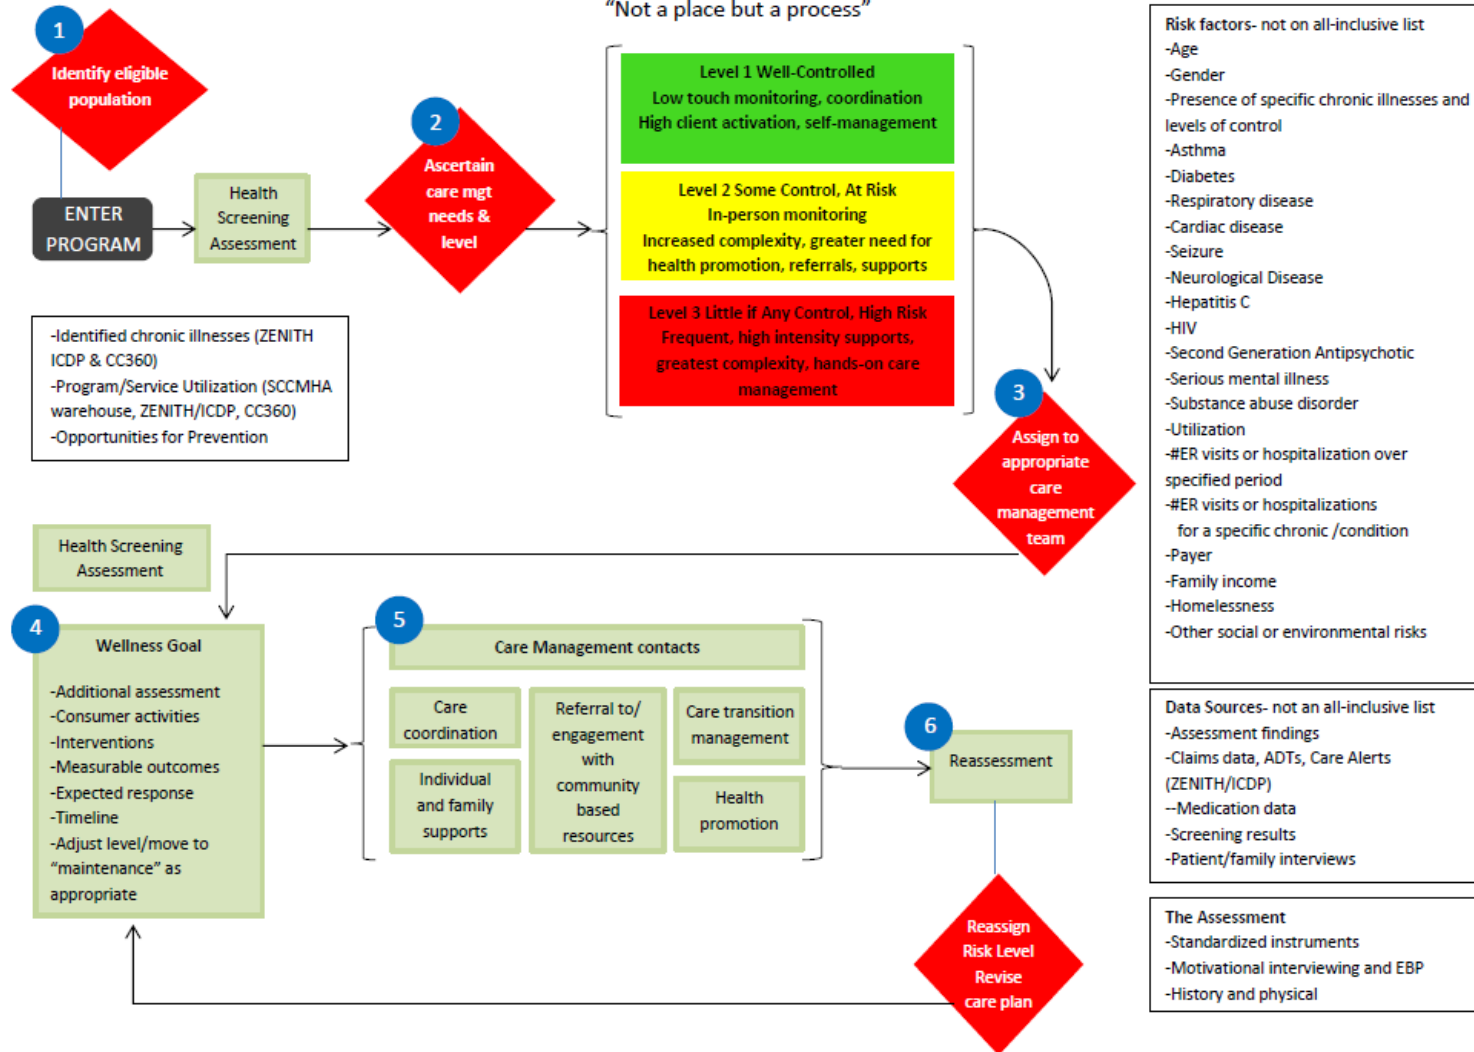 "Not a place but a process"
1
Identify eligible
population
ENTER
PROGRAM
Health
Screening
Assessment
2
Ascertain
care mgt
needs &
level
Level 1 Well-Controlled
Low touch monitoring, coordination
High client activation, self-management
Level 2 Some Control, At Risk
In-person monitoring
Increased complexity, greater need for
health promotion, referrals, supports
Level 3 Little if Any Control, High Risk
Frequent, high intensity supports,
greatest complexity, hands-on care
management
3
Assign to
appropriate
care
management
team
-Identified chronic illnesses (ZENITH
ICDP & CC360)
-Program/Service Utilization (SCCMHA
warehouse, ZENITH/ICDP, CC360)
-Opportunities for Prevention
Health Screening
Assessment
4
Wellness Goal
-Additional assessment
-Consumer activities
-Interventions
-Measurable outcomes
-Expected response
-Timeline
-Adjust level/move to
"maintenance" as
appropriate
5
Care Management contacts
Care
coordination
Individual
and family
supports
Referral to/
engagement
with
community
based
resources
Care transition
management
Health
promotion
6
Reassessment
Reassign
Risk Level
Revise
care plan
Risk factors- not on all-inclusive list
-Age
-Gender
-Presence of specific chronic illnesses and
levels of control
-Asthma
-Diabetes
-Respiratory disease
-Cardiac disease
-Seizure
-Neurological Disease
-Hepatitis C
-HIV
-Second Generation Antipsychotic
-Serious mental illness
-Substance abuse disorder
-Utilization
-#ER visits or hospitalization over
specified period
-#ER visits or hospitalizations
for a specific chronic /condition
-Payer
-Family income
-Homelessness
-Other social or environmental risks
Data Sources- not an all-inclusive list
-Assessment findings
-Claims data, ADTs, Care Alerts
(ZENITH/ICDP)
--Medication data
-Screening results
-Patient/family interviews
The Assessment
-Standardized instruments
-Motivational interviewing and EBP
-History and physical